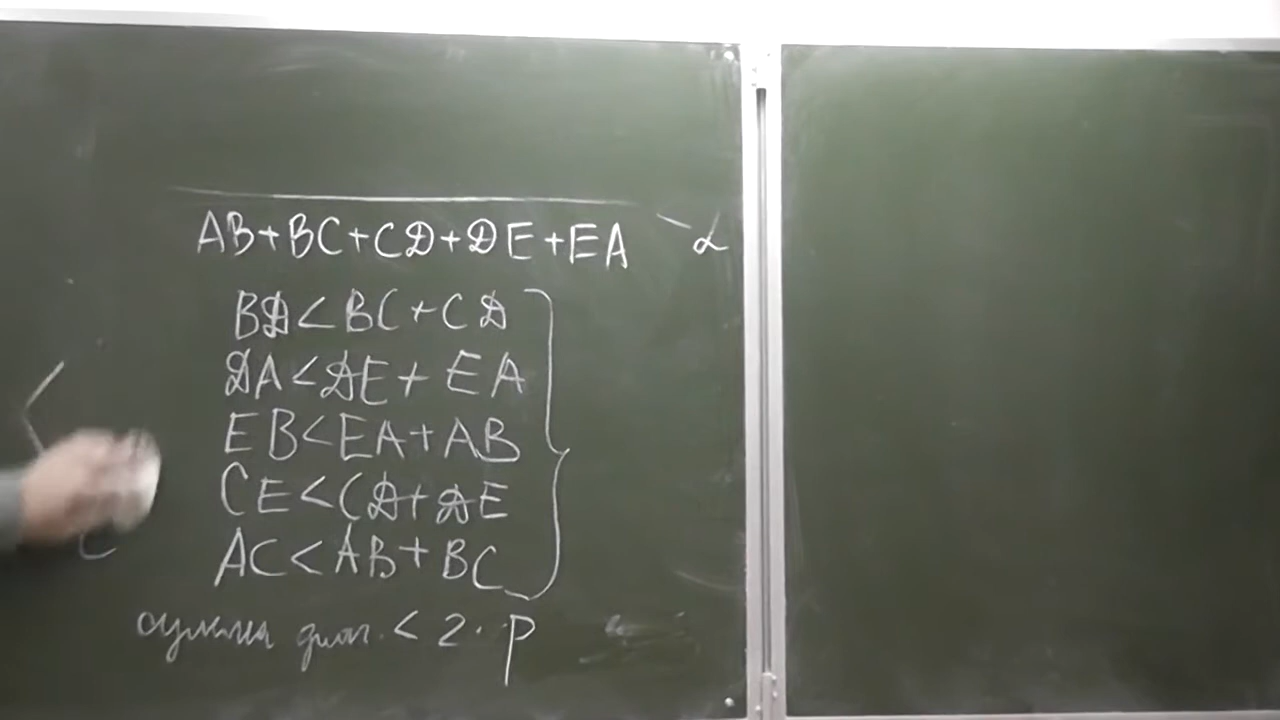 AB+BC+CD+DE+EA
α
BD<BC+CD
DA<DE+EA
EB<EA+AB
CE<CD+DE
AC<AB+BC
сумма диаг. < 2·P
C